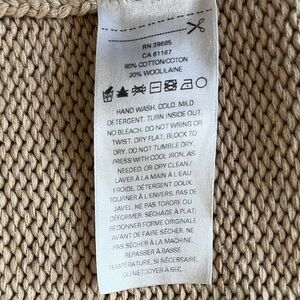 RN 29685
CA 61167
80% COTTON/COTON
20% WOOL/LAINE
HAND WASH, COLD. MILD
DETERGENT. TURN INSIDE OUT.
NO BLEACH. DO NOT WRING OR
TWIST. DRY FLAT; BLOCK TO
DRY. DO NOT TUMBLE DRY.
PRESS WITH COOL IRON, AS
NEEDED, OR DRY CLEAN./
LAVER À LA MAIN À L'EAU
FROIDE, DÉTERGENT DOUX.
TOURNER À L'ENVERS. PAS DE
JAVEL. NE PAS TORDRE OU
DÉFORMER. SÉCHAGE À PLAT;
REDONNER FORME ORIGINALE
AVANT DE FAIRE SÉCHER. NE
PAS SÉCHER À LA MACHINE.
REPASSER À BASSE
TEMPÉRATURE SI NÉCESSAIRE,
OU NETTOYER À SEC.